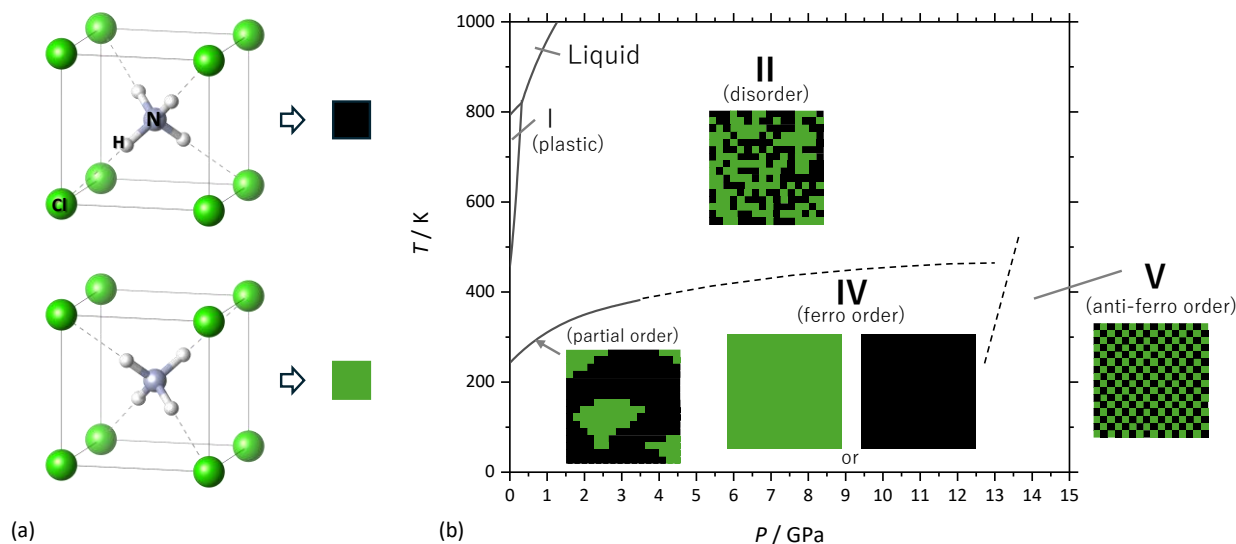 N
H
Cl
(a)
T / K
1000
800
600
400
200
0
Liquid
I
(plastic)
II
(disorder)
IV
(ferro order)
(partial order)
or
V
(anti-ferro order)
0 1 2 3 4 5 6 7 8 9 10 11 12 13 14 15
(b)
P / GPa